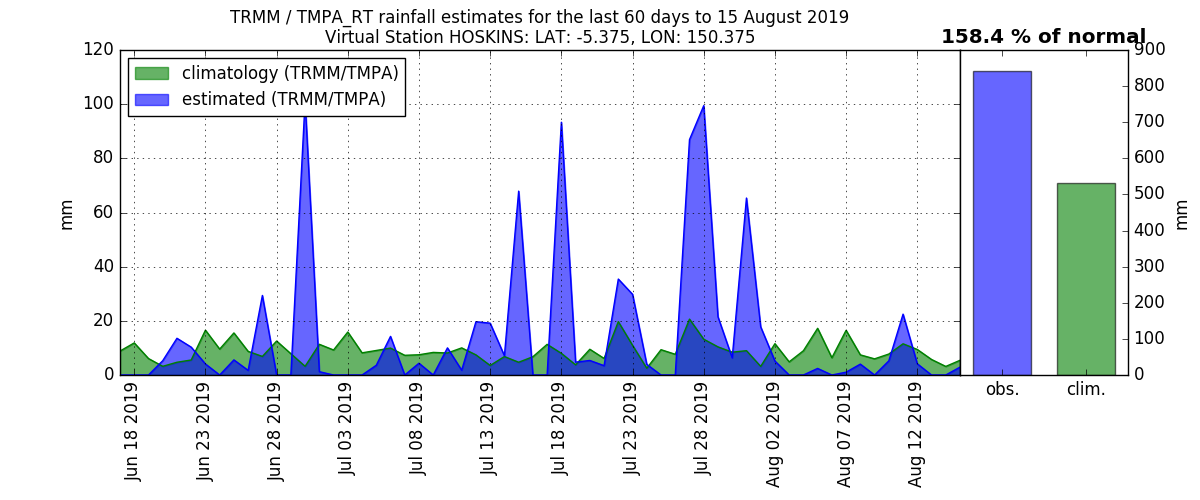 TRMM / TMPA_RT rainfall estimates for the last 60 days to 15 August 2019
Virtual Station HOSKINS: LAT: -5.375, LON: 150.375
158.4 % of normal
climatology (TRMM/TMPA)
estimated (TRMM/TMPA)
120
100
80
60
40
20
0
mm
Jun 18 2019
Jun 23 2019
Jun 28 2019
Jul 03 2019
Jul 08 2019
Jul 13 2019
Jul 18 2019
Jul 23 2019
Jul 28 2019
Aug 02 2019
Aug 07 2019
Aug 12 2019
900
800
700
600
500
400
300
200
100
0
mm
obs.
clim.